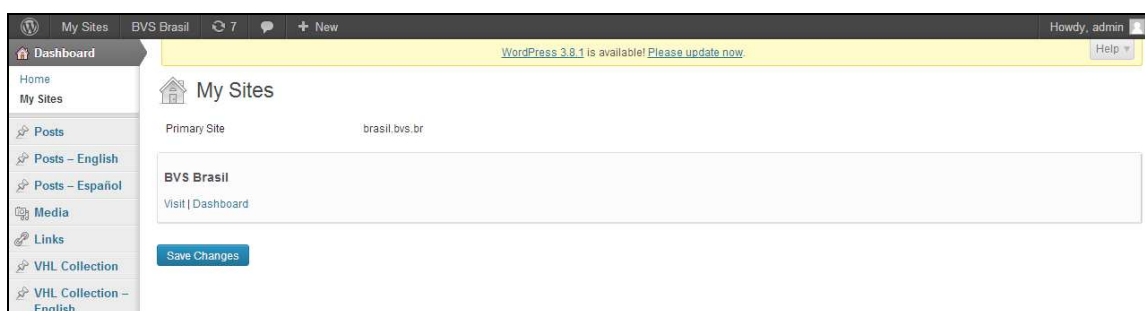 My Sites BVS Brasil 7 + New Howdy, admin
Dashboard
WordPress 3.8.1 is available! Please update now.
Help
Home
My Sites
My Sites
Posts
Primary Site brasil.bvs.br
Posts – English
BVS Brasil
Posts – Español
Visit | Dashboard
Media
Links
Save Changes
VHL Collection
VHL Collection –
English